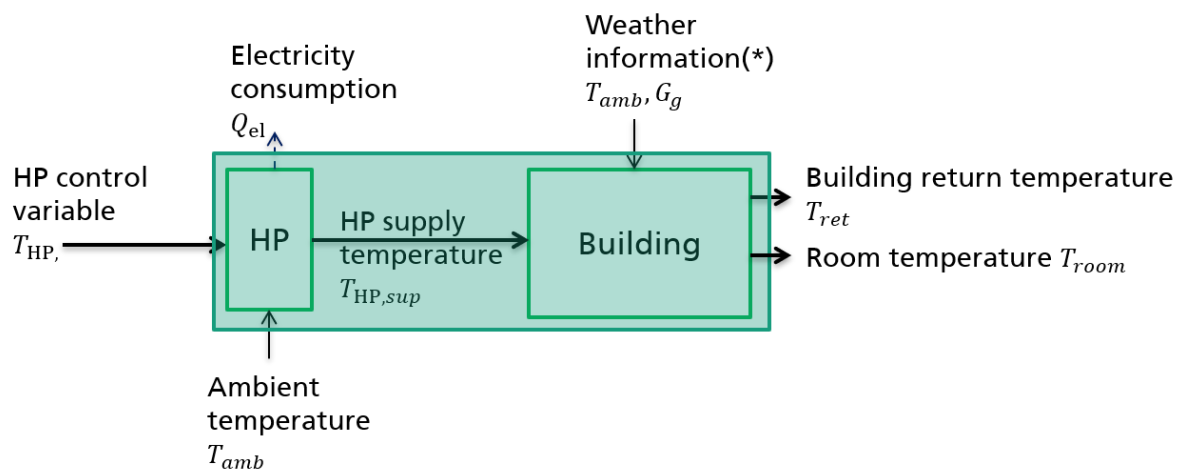 Weather
information(*)
T_amb, G_g
Electricity
consumption
Q_el
HP control
variable
T_HP,
HP
HP supply
temperature
T_HP,sup
Building
Building return temperature
T_ret
Room temperature T_room
Ambient
temperature
T_amb